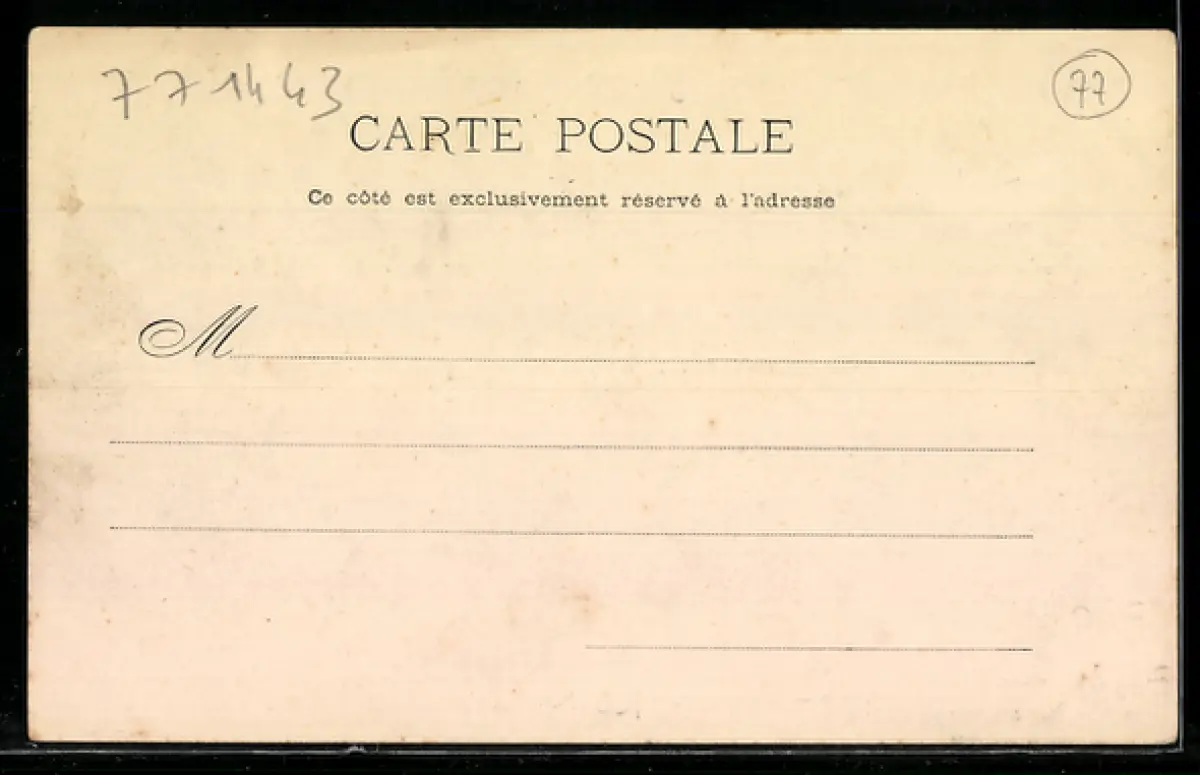 771443
77
CARTE POSTALE
Ce côté est exclusivement réservé à l'adresse
M